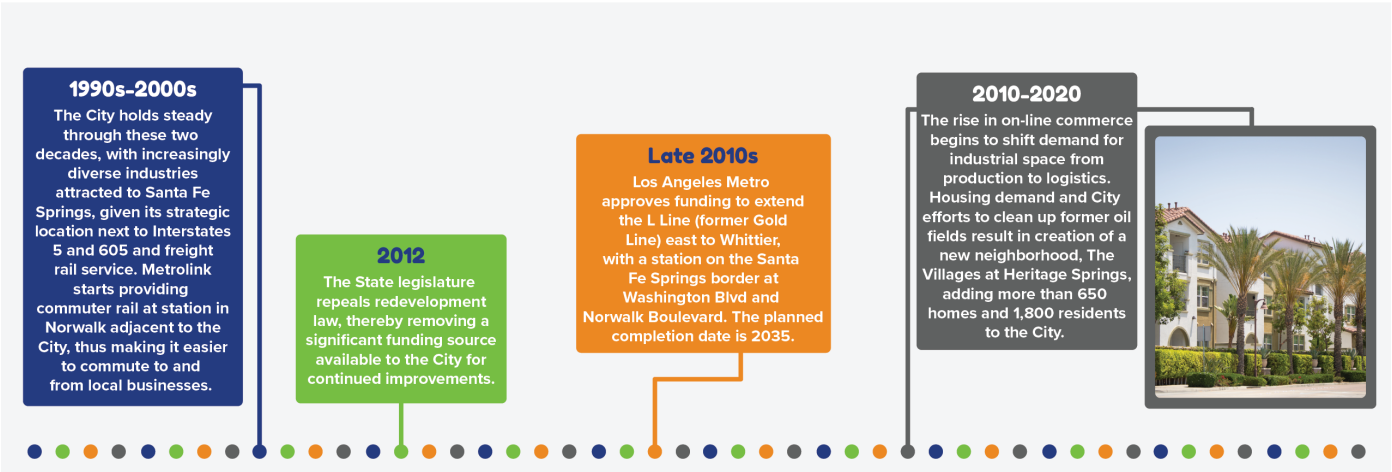 1990s-2000s
The City holds steady
through these two
decades, with increasingly
diverse industries
attracted to Santa Fe
Springs, given its strategic
location next to Interstates
5 and 605 and freight
rail service. Metrolink
starts providing
commuter rail at station in
Norwalk adjacent to the
City, thus making it easier
to commute to and
from local businesses.
2012
The State legislature
repeals redevelopment
law, thereby removing a
significant funding source
available to the City for
continued improvements.
Late 2010s
Los Angeles Metro
approves funding to extend
the L Line (former Gold
Line) east to Whittier,
with a station on the Santa
Fe Springs border at
Washington Blvd and
Norwalk Boulevard. The planned
completion date is 2035.
2010-2020
The rise in on-line commerce
begins to shift demand for
industrial space from
production to logistics.
Housing demand and City
efforts to clean up former oil
fields result in creation of a
new neighborhood, The
Villages at Heritage Springs,
adding more than 650
homes and 1,800 residents
to the City.